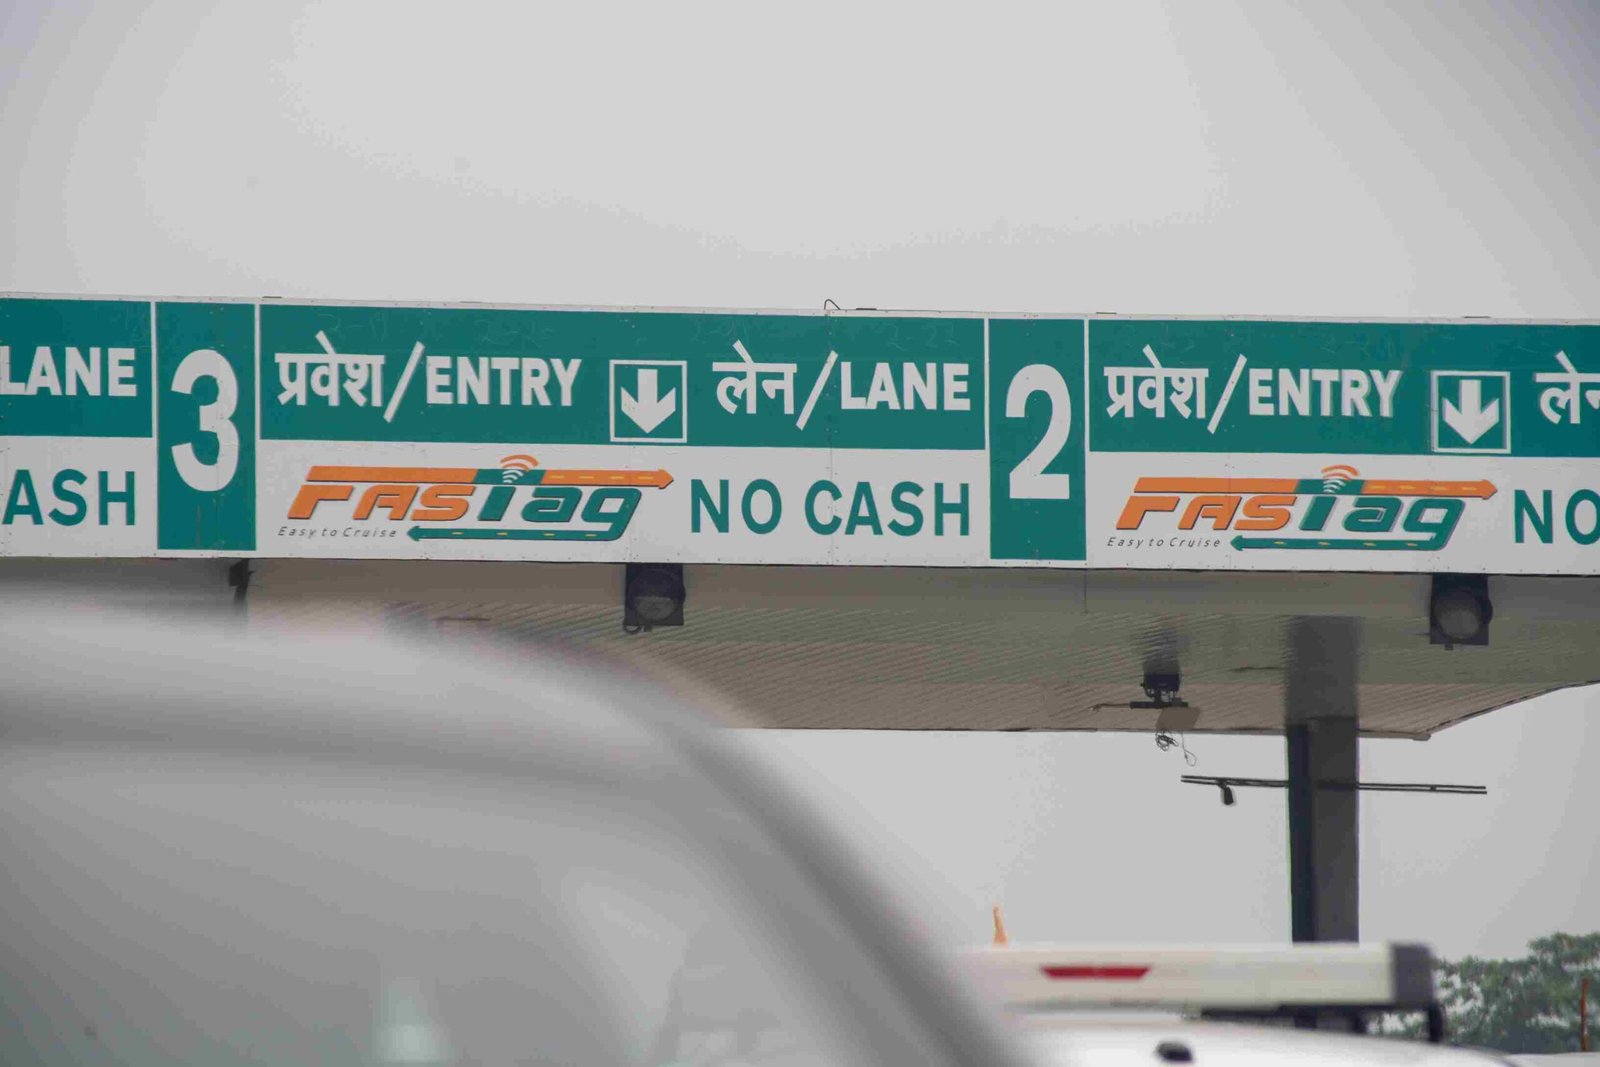 LANE
ASH
3
प्रवेश/ENTRY लेन/LANE
FASTag NO CASH
Easy to Cruise
2
प्रवेश/ENTRY लेन
FASTag NO
Easy to Cruise